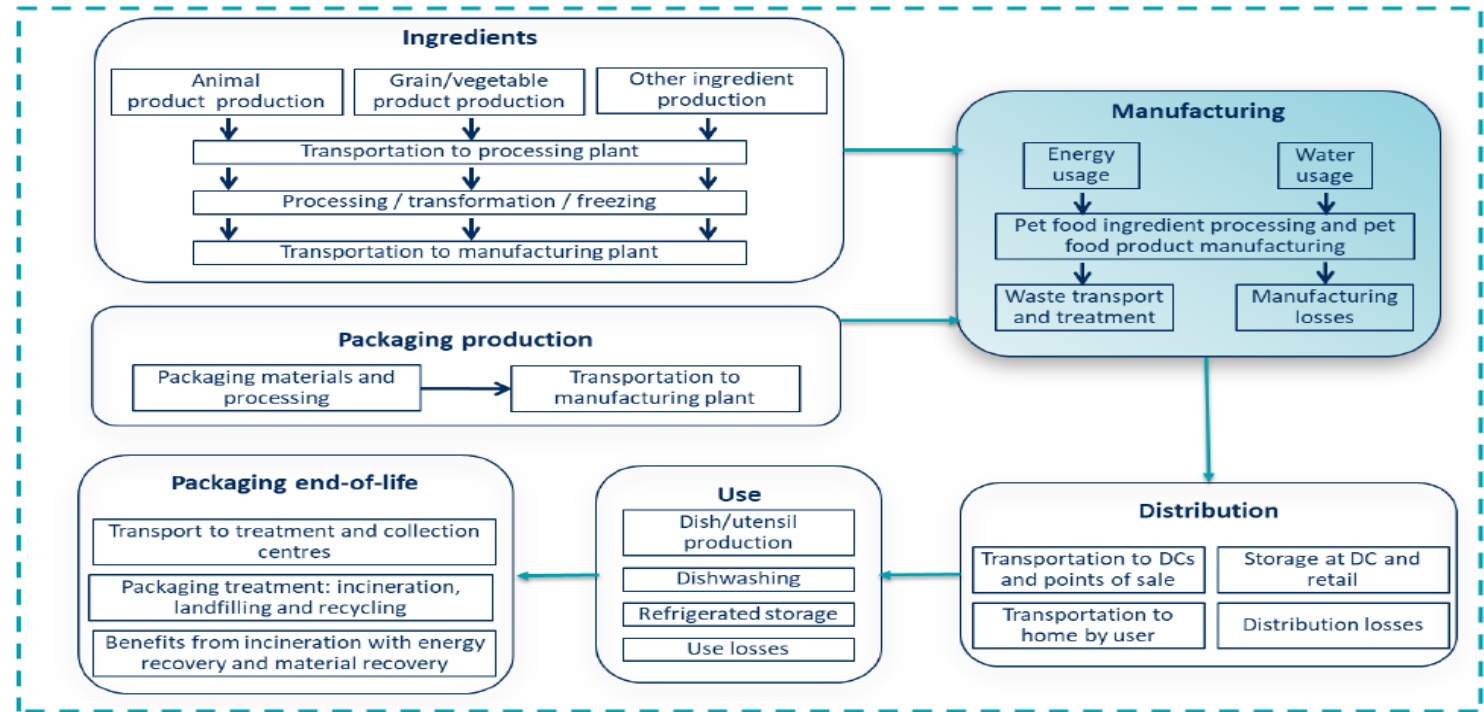 Ingredients
Animal
product production
Grain/vegetable
product production
Other ingredient
production
Transportation to processing plant
Processing / transformation / freezing
Transportation to manufacturing plant
Manufacturing
Energy
usage
Water
usage
Pet food ingredient processing and pet
food product manufacturing
Waste transport
and treatment
Manufacturing
losses
Packaging production
Packaging materials and
processing
Transportation to
manufacturing plant
Packaging end-of-life
Transport to treatment and collection
centres
Packaging treatment: incineration,
landfilling and recycling
Benefits from incineration with energy
recovery and material recovery
Use
Dish/utensil
production
Dishwashing
Refrigerated storage
Use losses
Distribution
Transportation to DCs
and points of sale
Storage at DC and
retail
Transportation to
home by user
Distribution losses